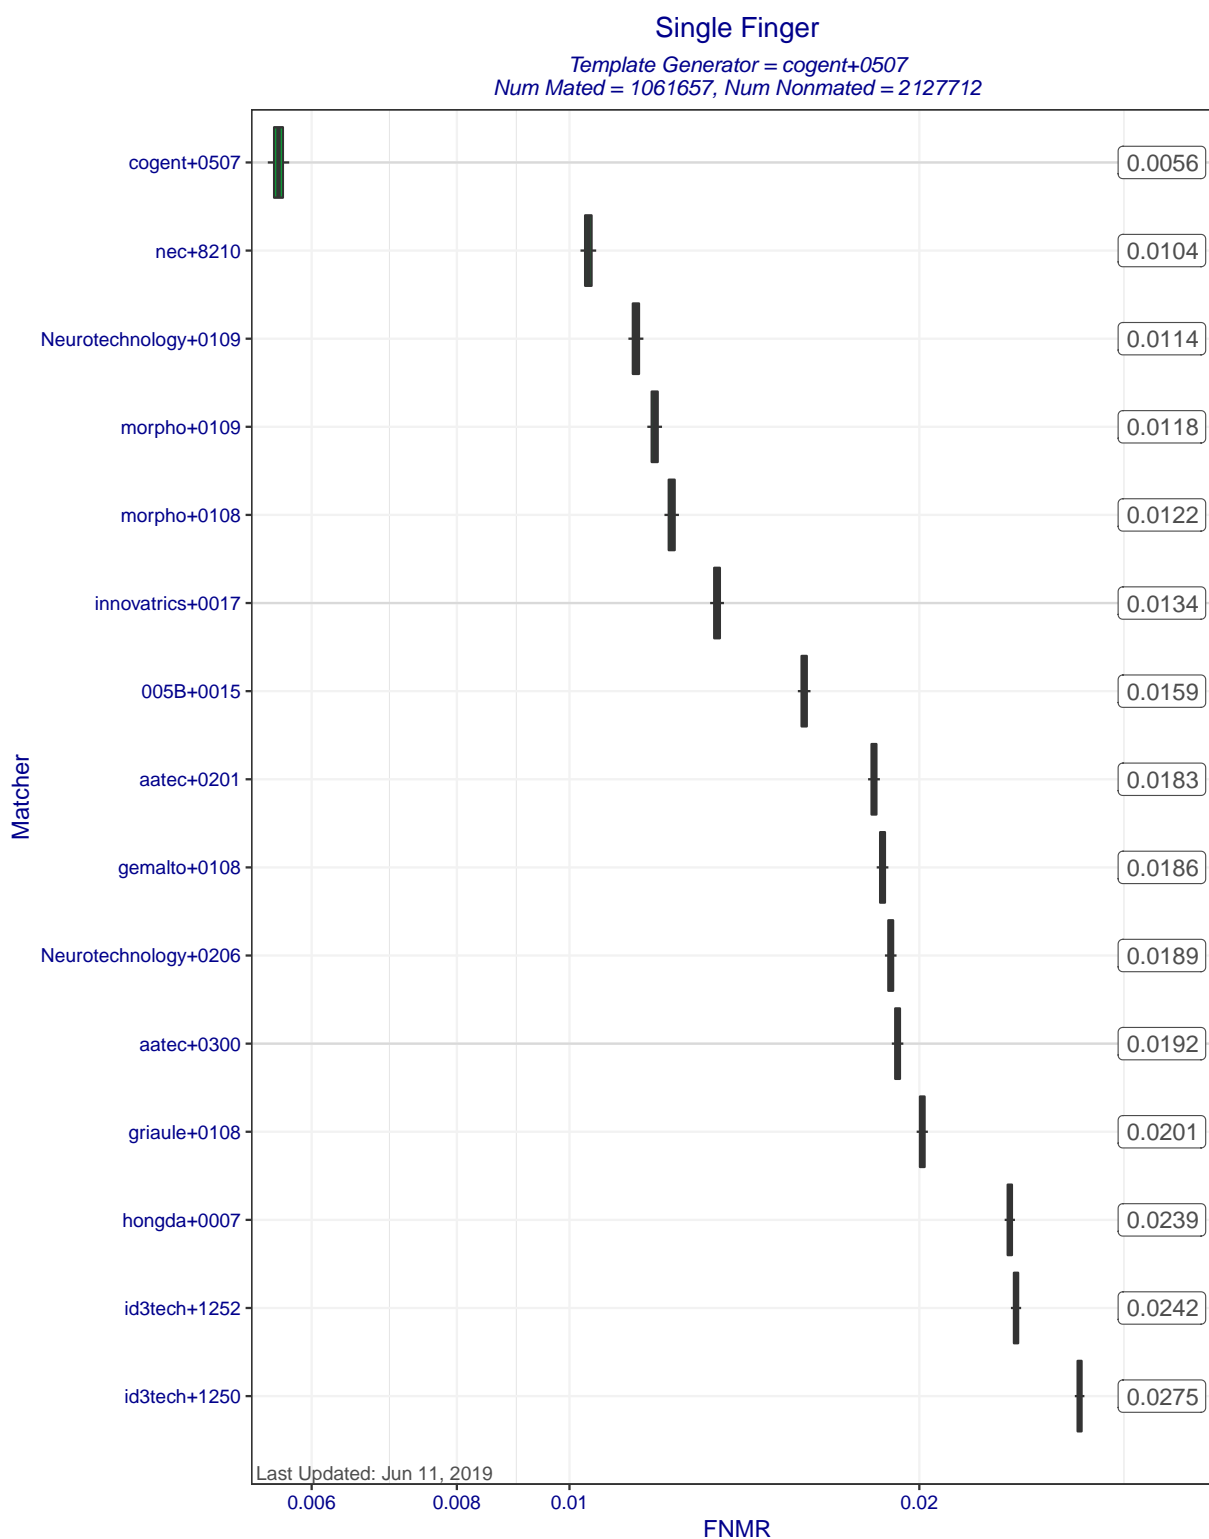 Single Finger
Template Generator = cogent+0507
Num Mated = 1061657, Num Nonmated = 2127712
cogent+0507 0.0056
nec+8210 0.0104
Neurotechnology+0109 0.0114
morpho+0109 0.0118
morpho+0108 0.0122
innovatrics+0017 0.0134
005B+0015 0.0159
aatec+0201 0.0183
gemalto+0108 0.0186
Neurotechnology+0206 0.0189
aatec+0300 0.0192
griaule+0108 0.0201
hongda+0007 0.0239
id3tech+1252 0.0242
id3tech+1250 0.0275
Matcher
Last Updated: Jun 11, 2019
0.006 0.008 0.01 0.02
FNMR